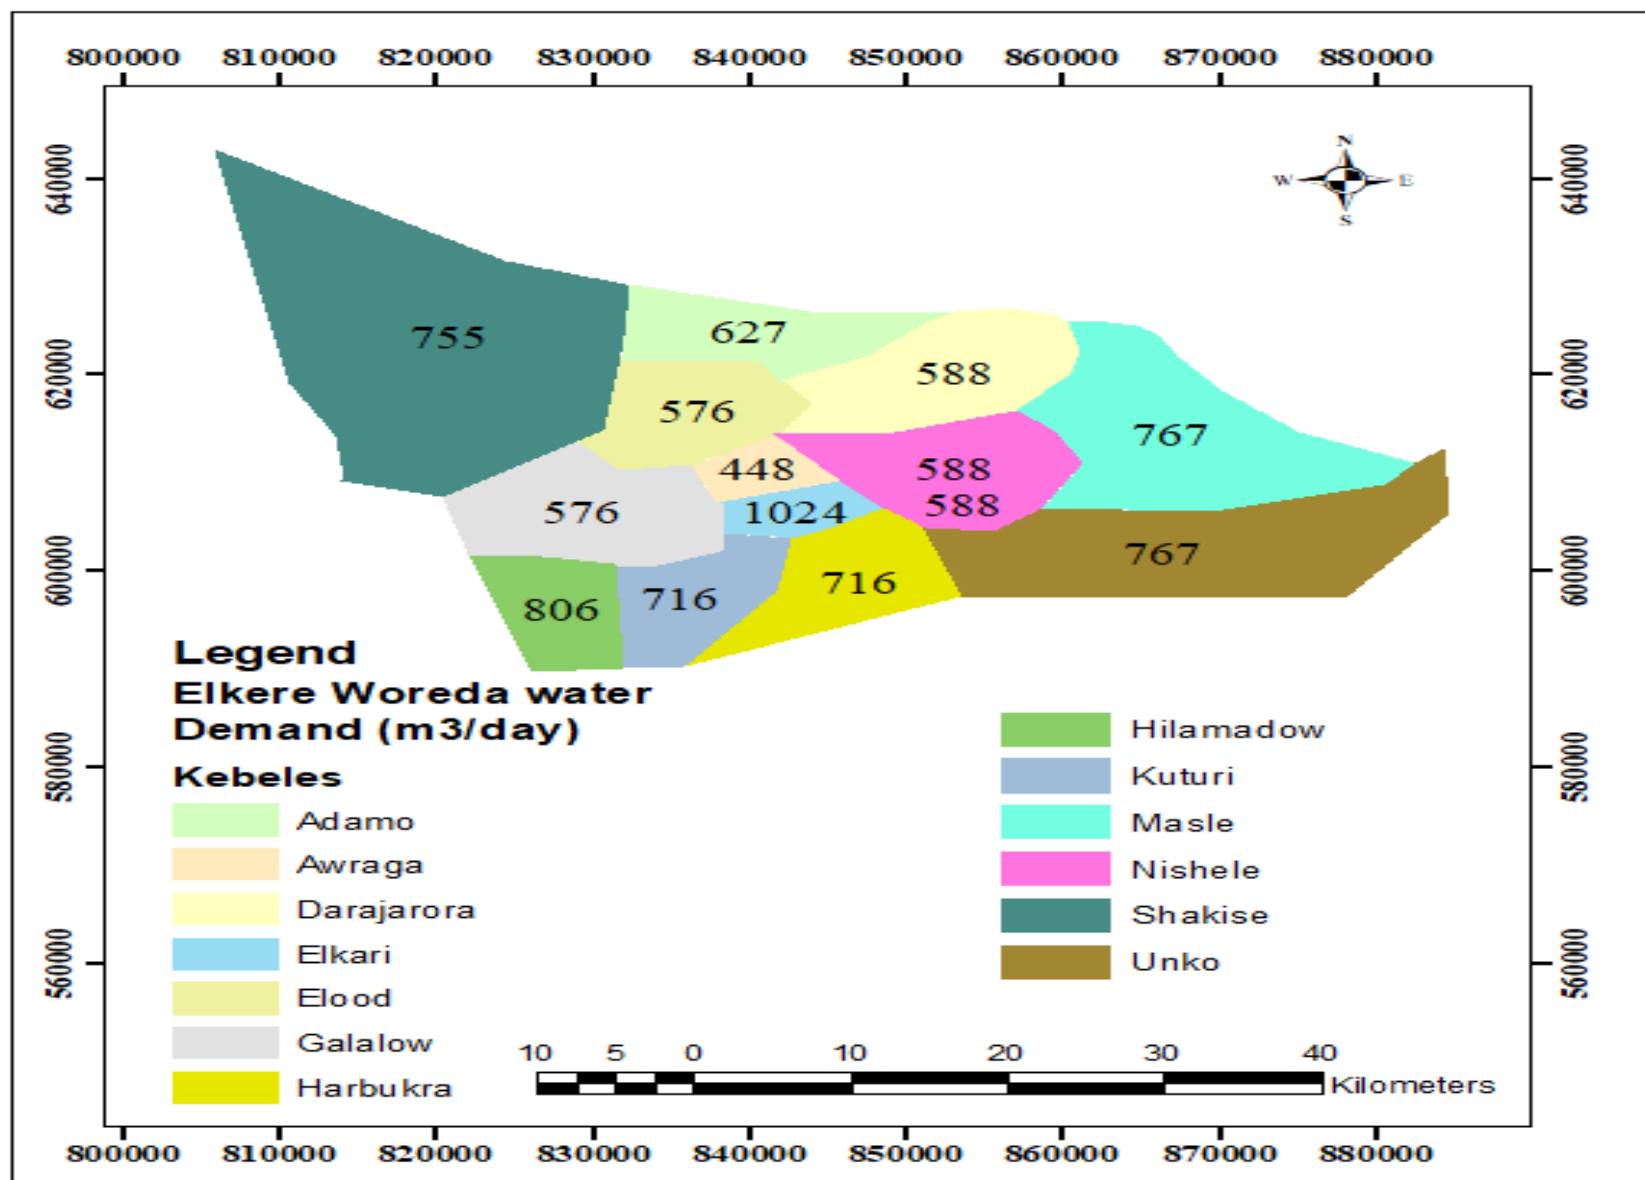 800000 810000 820000 830000 840000 850000 860000 870000 880000
N
W E
S
640000 640000
620000 620000
600000 600000
580000 580000
560000 560000
755
627
588
576
767
448
588
588
576
1024
767
716
716
806
Legend
Elkere Woreda water
Demand (m3/day)
Kebeles
Adamo
Awraga
Darajarora
Elkari
Elood
Galalow
Harbukra
Hilamadow
Kuturi
Masle
Nishele
Shakise
Unko
10 5 0 10 20 30 40
Kilometers
800000 810000 820000 830000 840000 850000 860000 870000 880000